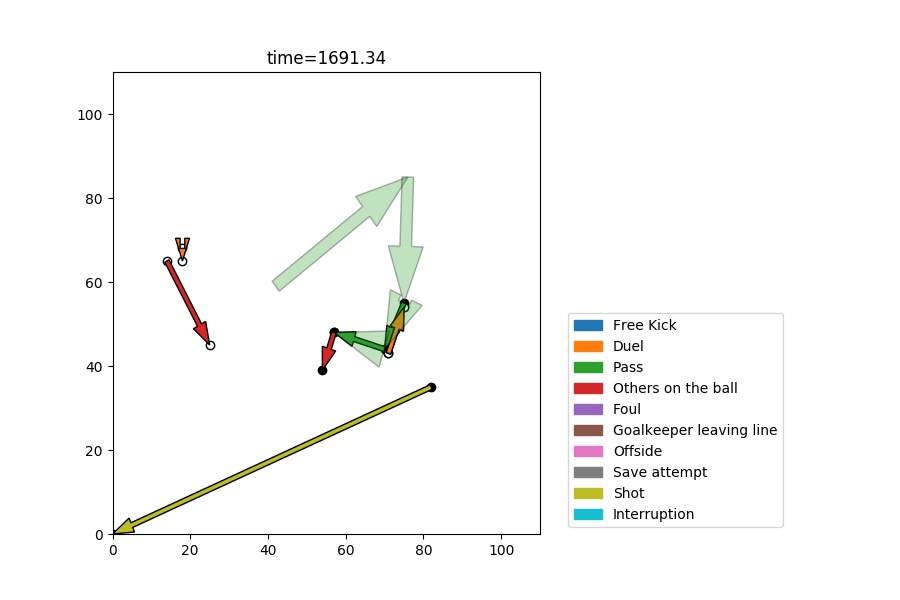 time=1691.34
100
80
60
40
20
0
0 20 40 60 80 100
Free Kick
Duel
Pass
Others on the ball
Foul
Goalkeeper leaving line
Offside
Save attempt
Shot
Interruption